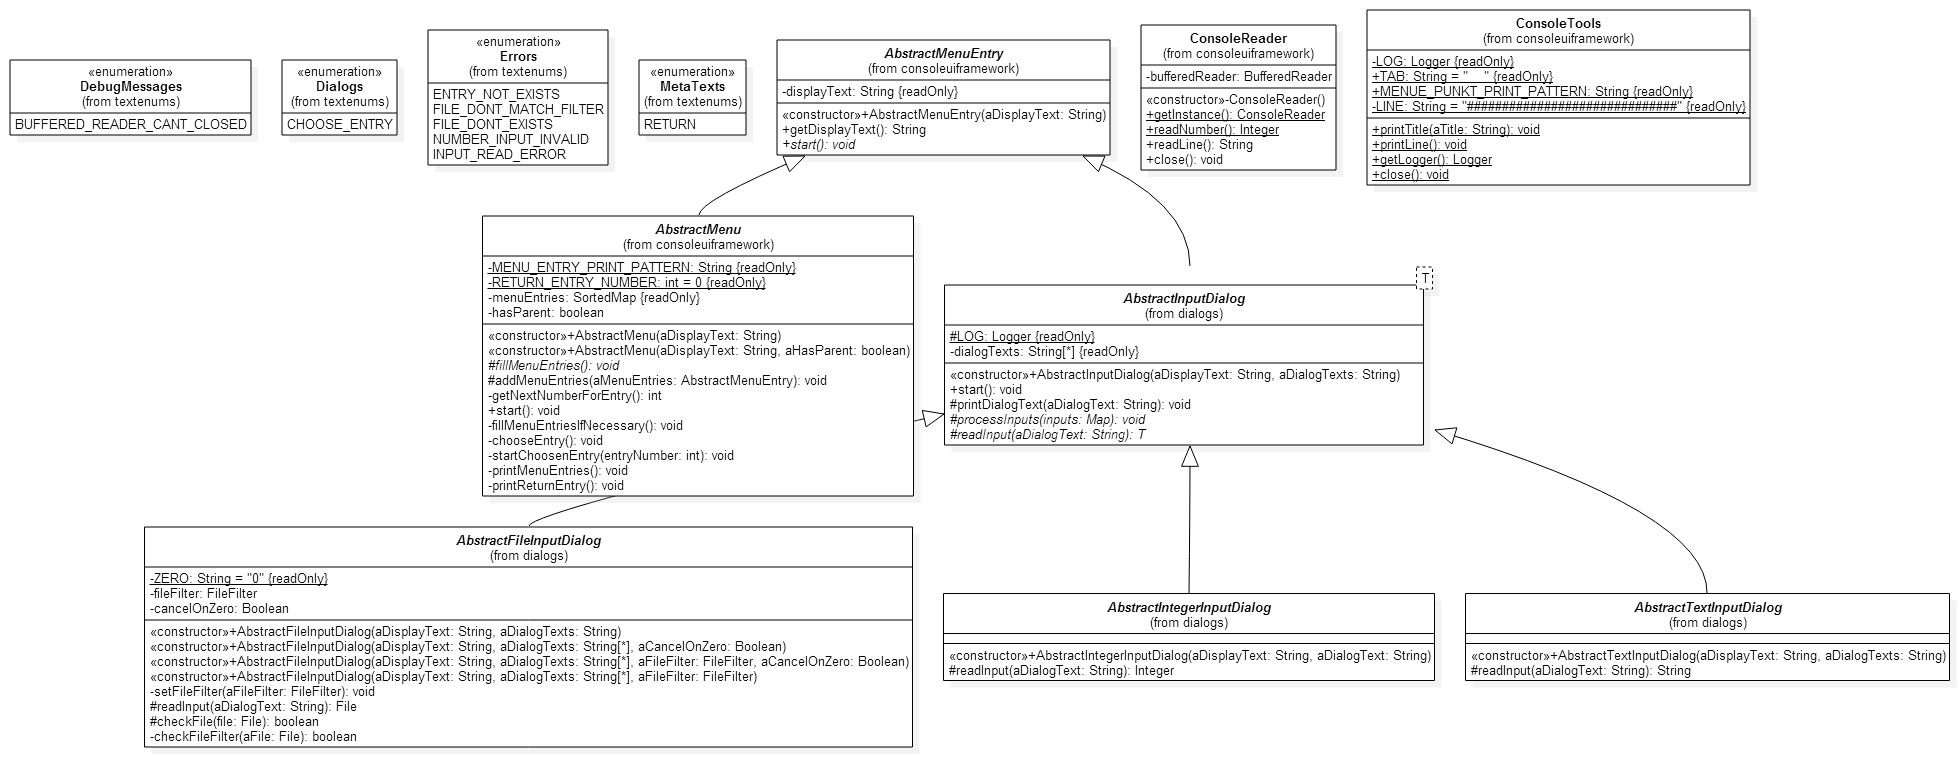 «enumeration»
DebugMessages
(from textenums)
BUFFERED_READER_CANT_CLOSED
«enumeration»
Dialogs
(from textenums)
CHOOSE_ENTRY
«enumeration»
Errors
(from textenums)
ENTRY_NOT_EXISTS
FILE_DONT_MATCH_FILTER
FILE_DONT_EXISTS
NUMBER_INPUT_INVALID
INPUT_READ_ERROR
«enumeration»
MetaTexts
(from textenums)
RETURN
AbstractMenuEntry
(from consoleuiframework)
-displayText: String {readOnly}
«constructor»+AbstractMenuEntry(aDisplayText: String)
+getDisplayText(): String
+start(): void
ConsoleReader
(from consoleuiframework)
-bufferedReader: BufferedReader
«constructor»-ConsoleReader()
+getInstance(): ConsoleReader
+readNumber(): Integer
+readLine(): String
+close(): void
ConsoleTools
(from consoleuiframework)
-LOG: Logger {readOnly}
+TAB: String = "    " {readOnly}
+MENUE_PUNKT_PRINT_PATTERN: String {readOnly}
-LINE: String = "##############################" {readOnly}
+printTitle(aTitle: String): void
+printLine(): void
+getLogger(): Logger
+close(): void
AbstractMenu
(from consoleuiframework)
-MENU_ENTRY_PRINT_PATTERN: String {readOnly}
-RETURN_ENTRY_NUMBER: int = 0 {readOnly}
-menuEntries: SortedMap {readOnly}
-hasParent: boolean
«constructor»+AbstractMenu(aDisplayText: String)
«constructor»+AbstractMenu(aDisplayText: String, aHasParent: boolean)
#fillMenuEntries(): void
#addMenuEntries(aMenuEntries: AbstractMenuEntry): void
-getNextNumberForEntry(): int
+start(): void
-fillMenuEntriesIfNecessary(): void
-chooseEntry(): void
-startChoosenEntry(entryNumber: int): void
-printMenuEntries(): void
-printReturnEntry(): void
T
AbstractInputDialog
(from dialogs)
#LOG: Logger {readOnly}
-dialogTexts: String[*] {readOnly}
«constructor»+AbstractInputDialog(aDisplayText: String, aDialogTexts: String)
+start(): void
#printDialogText(aDialogText: String): void
#processInputs(inputs: Map): void
#readInput(aDialogText: String): T
AbstractFileInputDialog
(from dialogs)
-ZERO: String = "0" {readOnly}
-fileFilter: FileFilter
-cancelOnZero: Boolean
«constructor»+AbstractFileInputDialog(aDisplayText: String, aDialogTexts: String)
«constructor»+AbstractFileInputDialog(aDisplayText: String, aDialogTexts: String[*], aCancelOnZero: Boolean)
«constructor»+AbstractFileInputDialog(aDisplayText: String, aDialogTexts: String[*], aFileFilter: FileFilter, aCancelOnZero: Boolean)
«constructor»+AbstractFileInputDialog(aDisplayText: String, aDialogTexts: String[*], aFileFilter: FileFilter)
-setFileFilter(aFileFilter: FileFilter): void
#readInput(aDialogText: String): File
#checkFile(file: File): boolean
-checkFileFilter(aFile: File): boolean
AbstractIntegerInputDialog
(from dialogs)
«constructor»+AbstractIntegerInputDialog(aDisplayText: String, aDialogText: String)
#readInput(aDialogText: String): Integer
AbstractTextInputDialog
(from dialogs)
«constructor»+AbstractTextInputDialog(aDisplayText: String, aDialogTexts: String)
#readInput(aDialogText: String): String